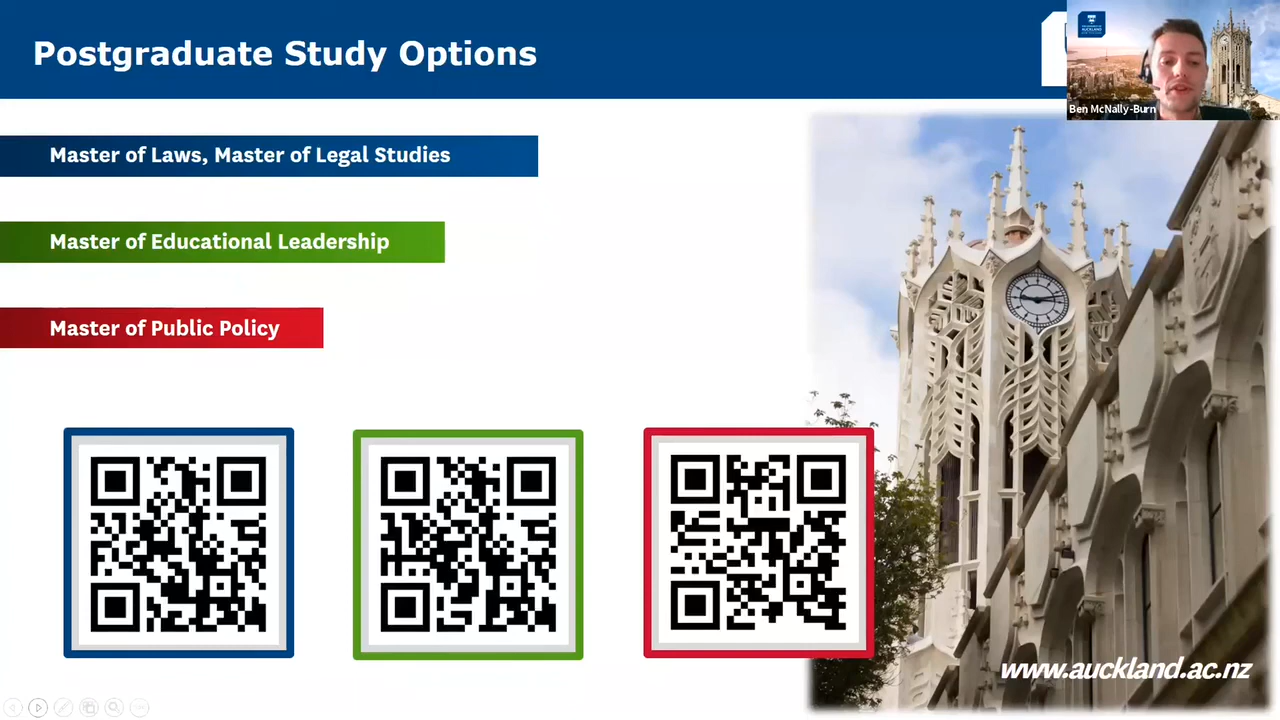 Postgraduate Study Options
Ben McNally-Burn
Master of Laws, Master of Legal Studies
Master of Educational Leadership
Master of Public Policy
www.auckland.ac.nz